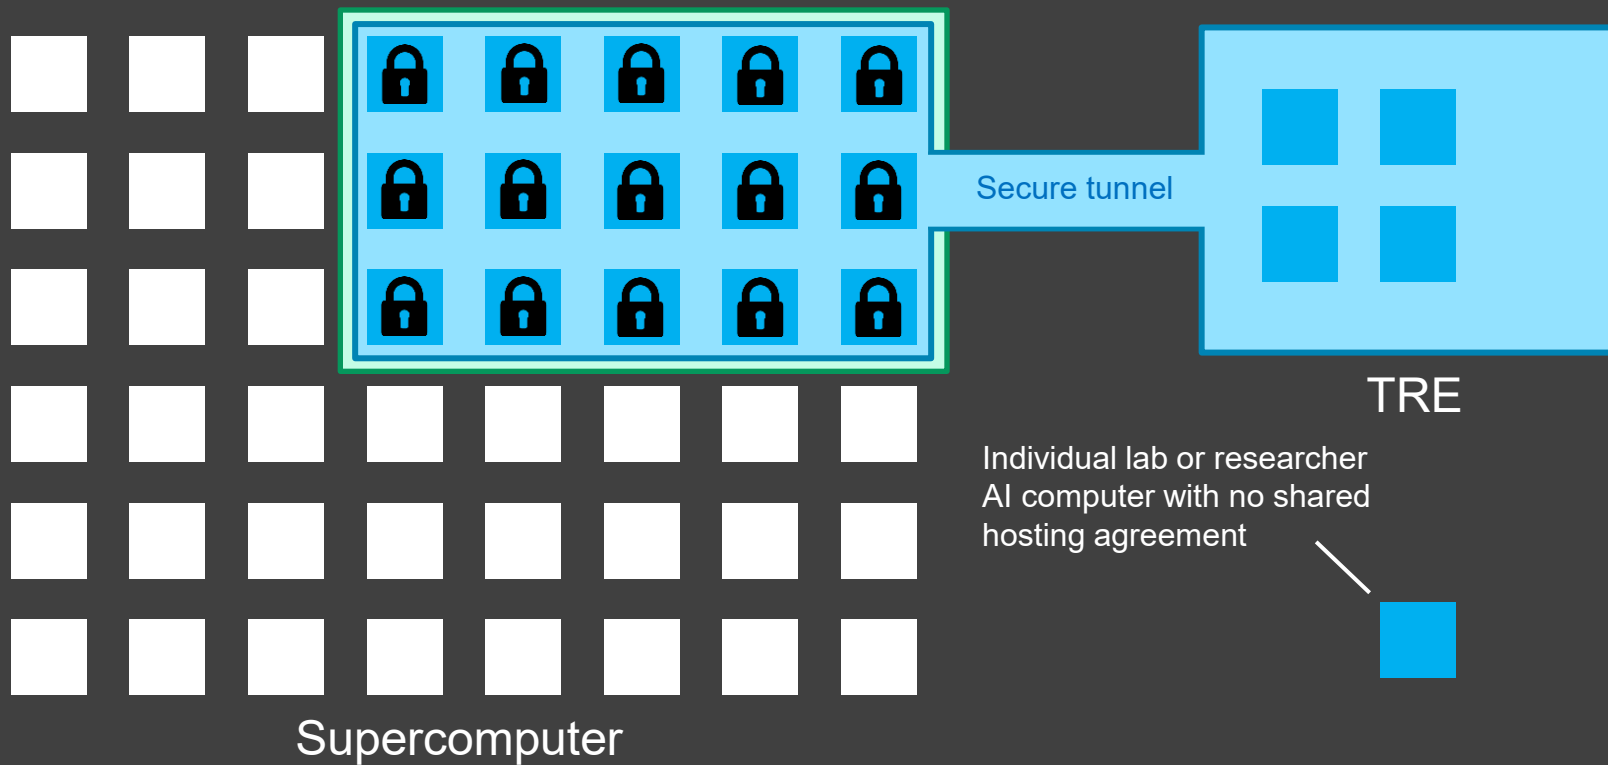 Secure tunnel
TRE
Individual lab or researcher
AI computer with no shared
hosting agreement
Supercomputer